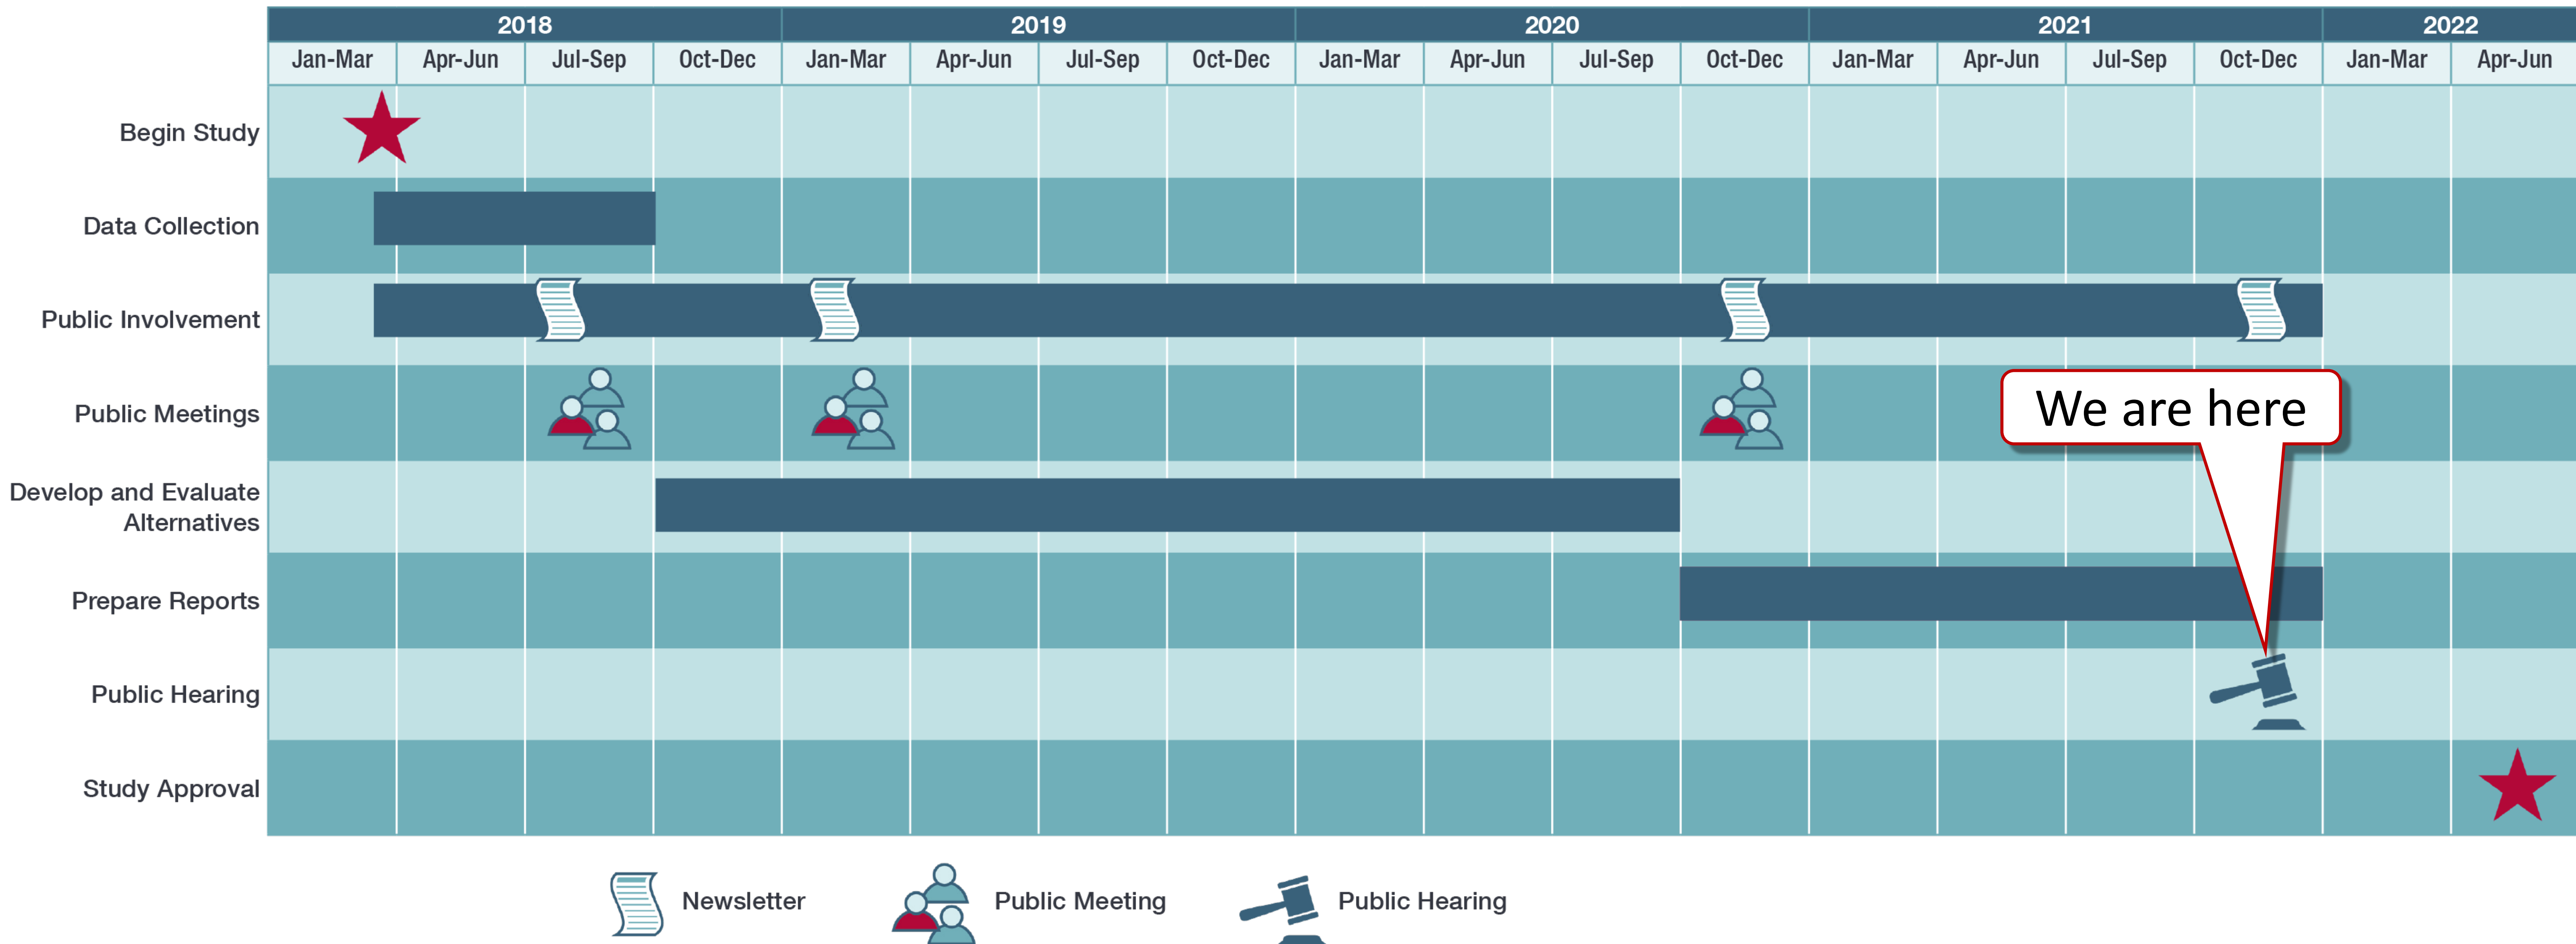 2018 2019 2020 2021 2022
Jan-Mar Apr-Jun Jul-Sep Oct-Dec Jan-Mar Apr-Jun Jul-Sep Oct-Dec Jan-Mar Apr-Jun Jul-Sep Oct-Dec Jan-Mar Apr-Jun Jul-Sep Oct-Dec Jan-Mar Apr-Jun
Begin Study
Data Collection
Public Involvement
Public Meetings
We are here
Develop and Evaluate
Alternatives
Prepare Reports
Public Hearing
Study Approval
Newsletter Public Meeting Public Hearing